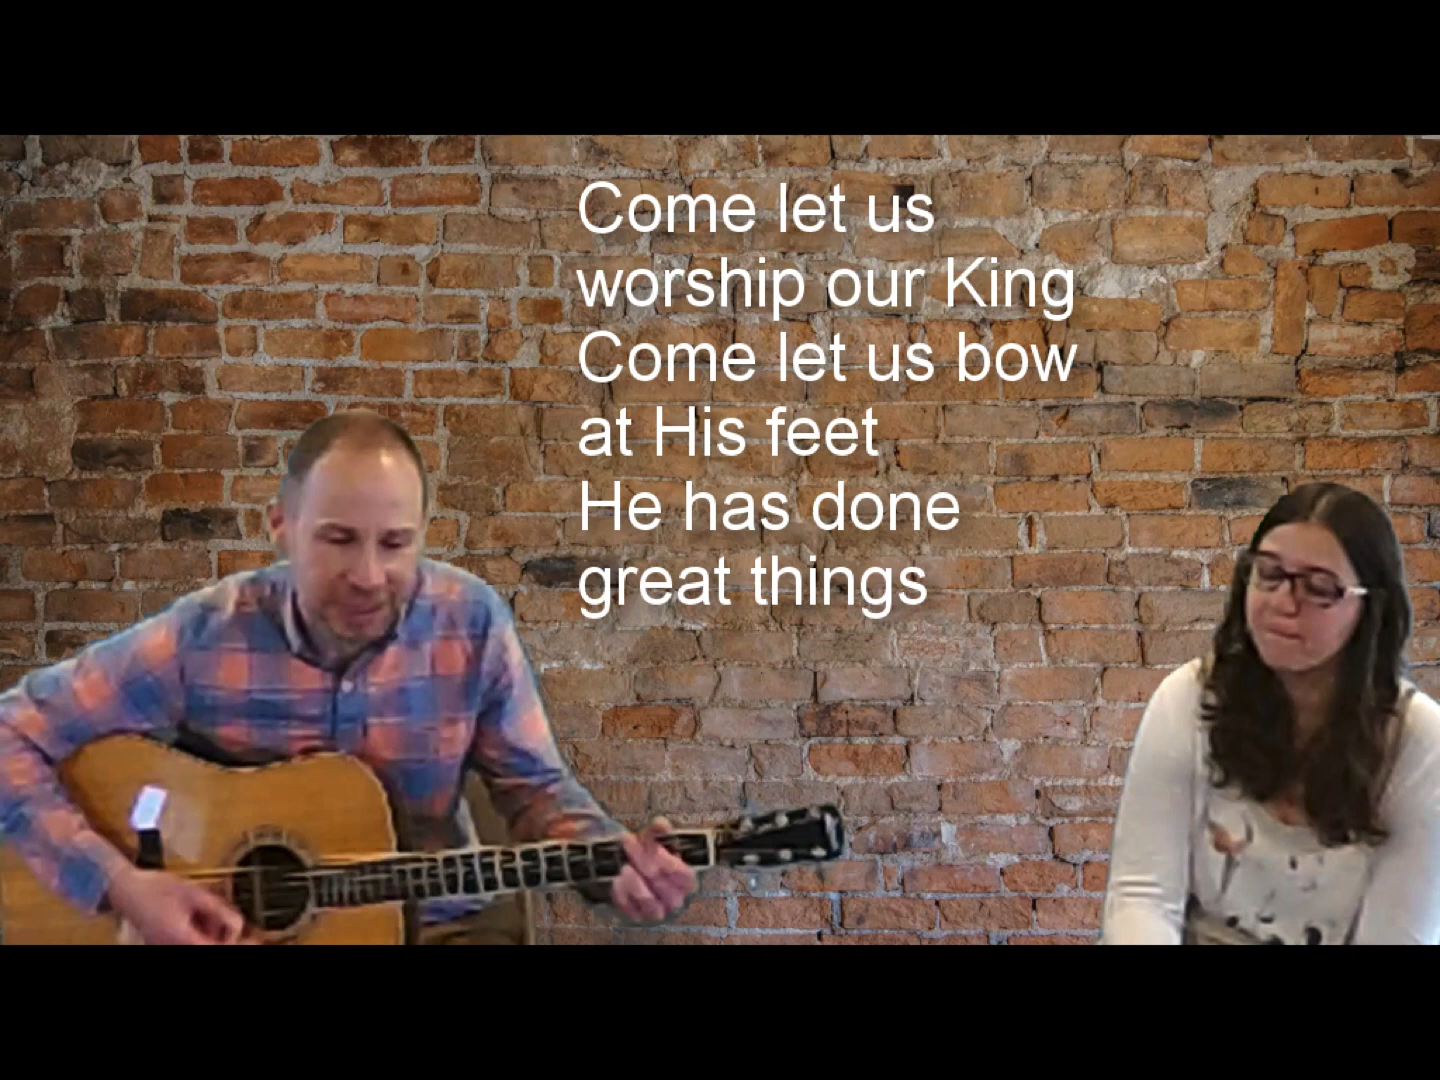 Come let us
worship our King
Come let us bow
at His feet
He has done
great things